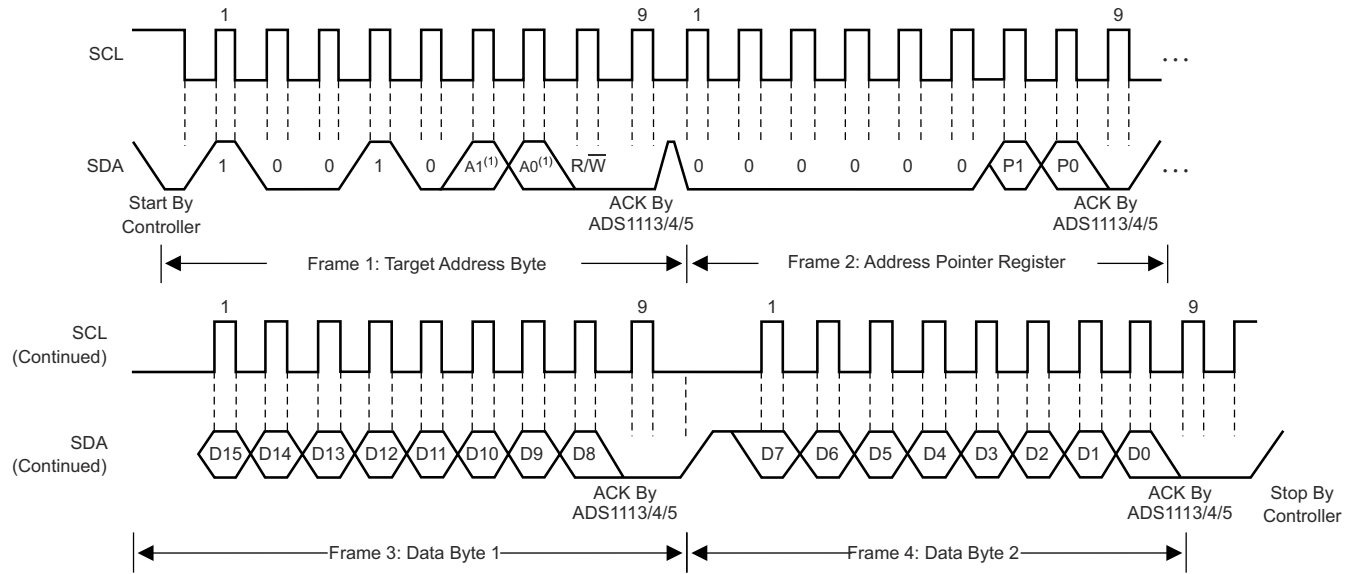 1 9 1 9
SCL ...
SDA 1 0 0 1 0 A1(1) A0(1) R/W̅ 0 0 0 0 0 0 P1 P0 ...
Start By
Controller
ACK By
ADS1113/4/5
ACK By
ADS1113/4/5
Frame 1: Target Address Byte
Frame 2: Address Pointer Register
1 9 1 9
SCL
(Continued)
SDA
(Continued)
D15 D14 D13 D12 D11 D10 D9 D8 D7 D6 D5 D4 D3 D2 D1 D0
ACK By
ADS1113/4/5
ACK By
ADS1113/4/5
Stop By
Controller
Frame 3: Data Byte 1
Frame 4: Data Byte 2